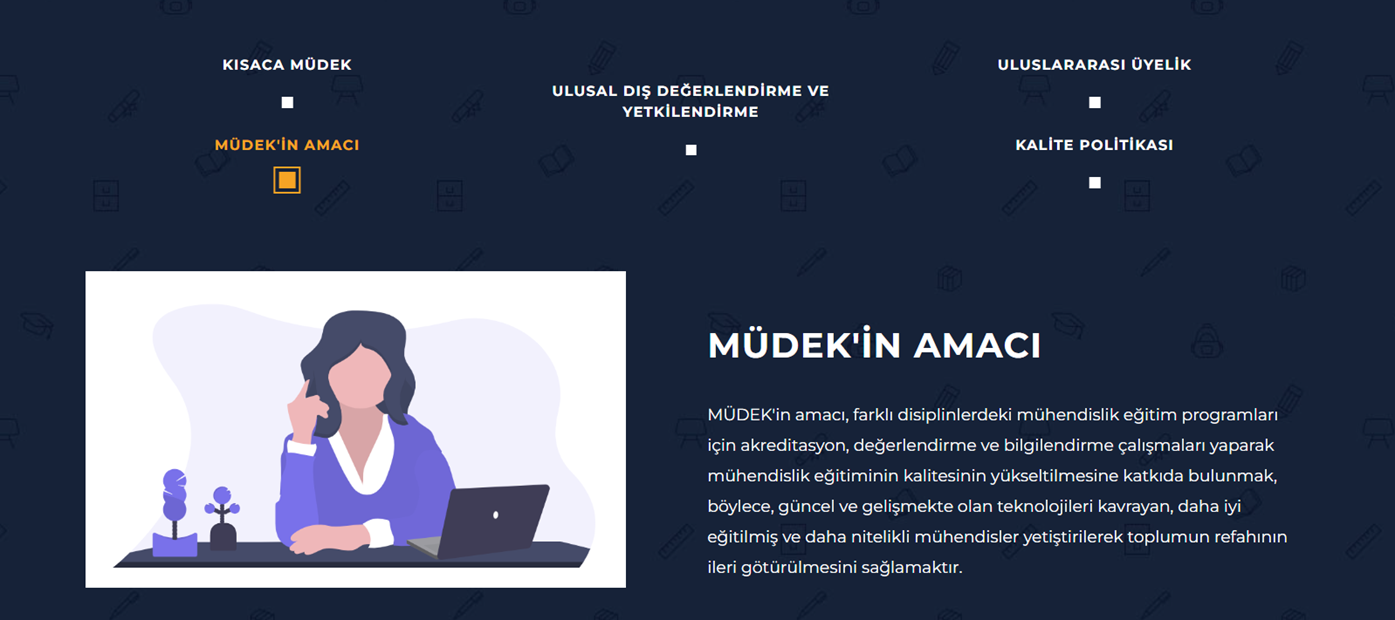 KISACA MÜDEK
MÜDEK'İN AMACI
ULUSAL DIŞ DEĞERLENDİRME VE
YETKİLENDİRME
ULUSLARARASI ÜYELİK
KALİTE POLİTİKASI
MÜDEK'İN AMACI
MÜDEK'in amacı, farklı disiplinlerdeki mühendislik eğitim programları
için akreditasyon, değerlendirme ve bilgilendirme çalışmaları yaparak
mühendislik eğitiminin kalitesinin yükseltilmesine katkıda bulunmak,
böylece, güncel ve gelişmekte olan teknolojileri kavrayan, daha iyi
eğitilmiş ve daha nitelikli mühendisler yetiştirilerek toplumun refahının
ileri götürülmesini sağlamaktır.